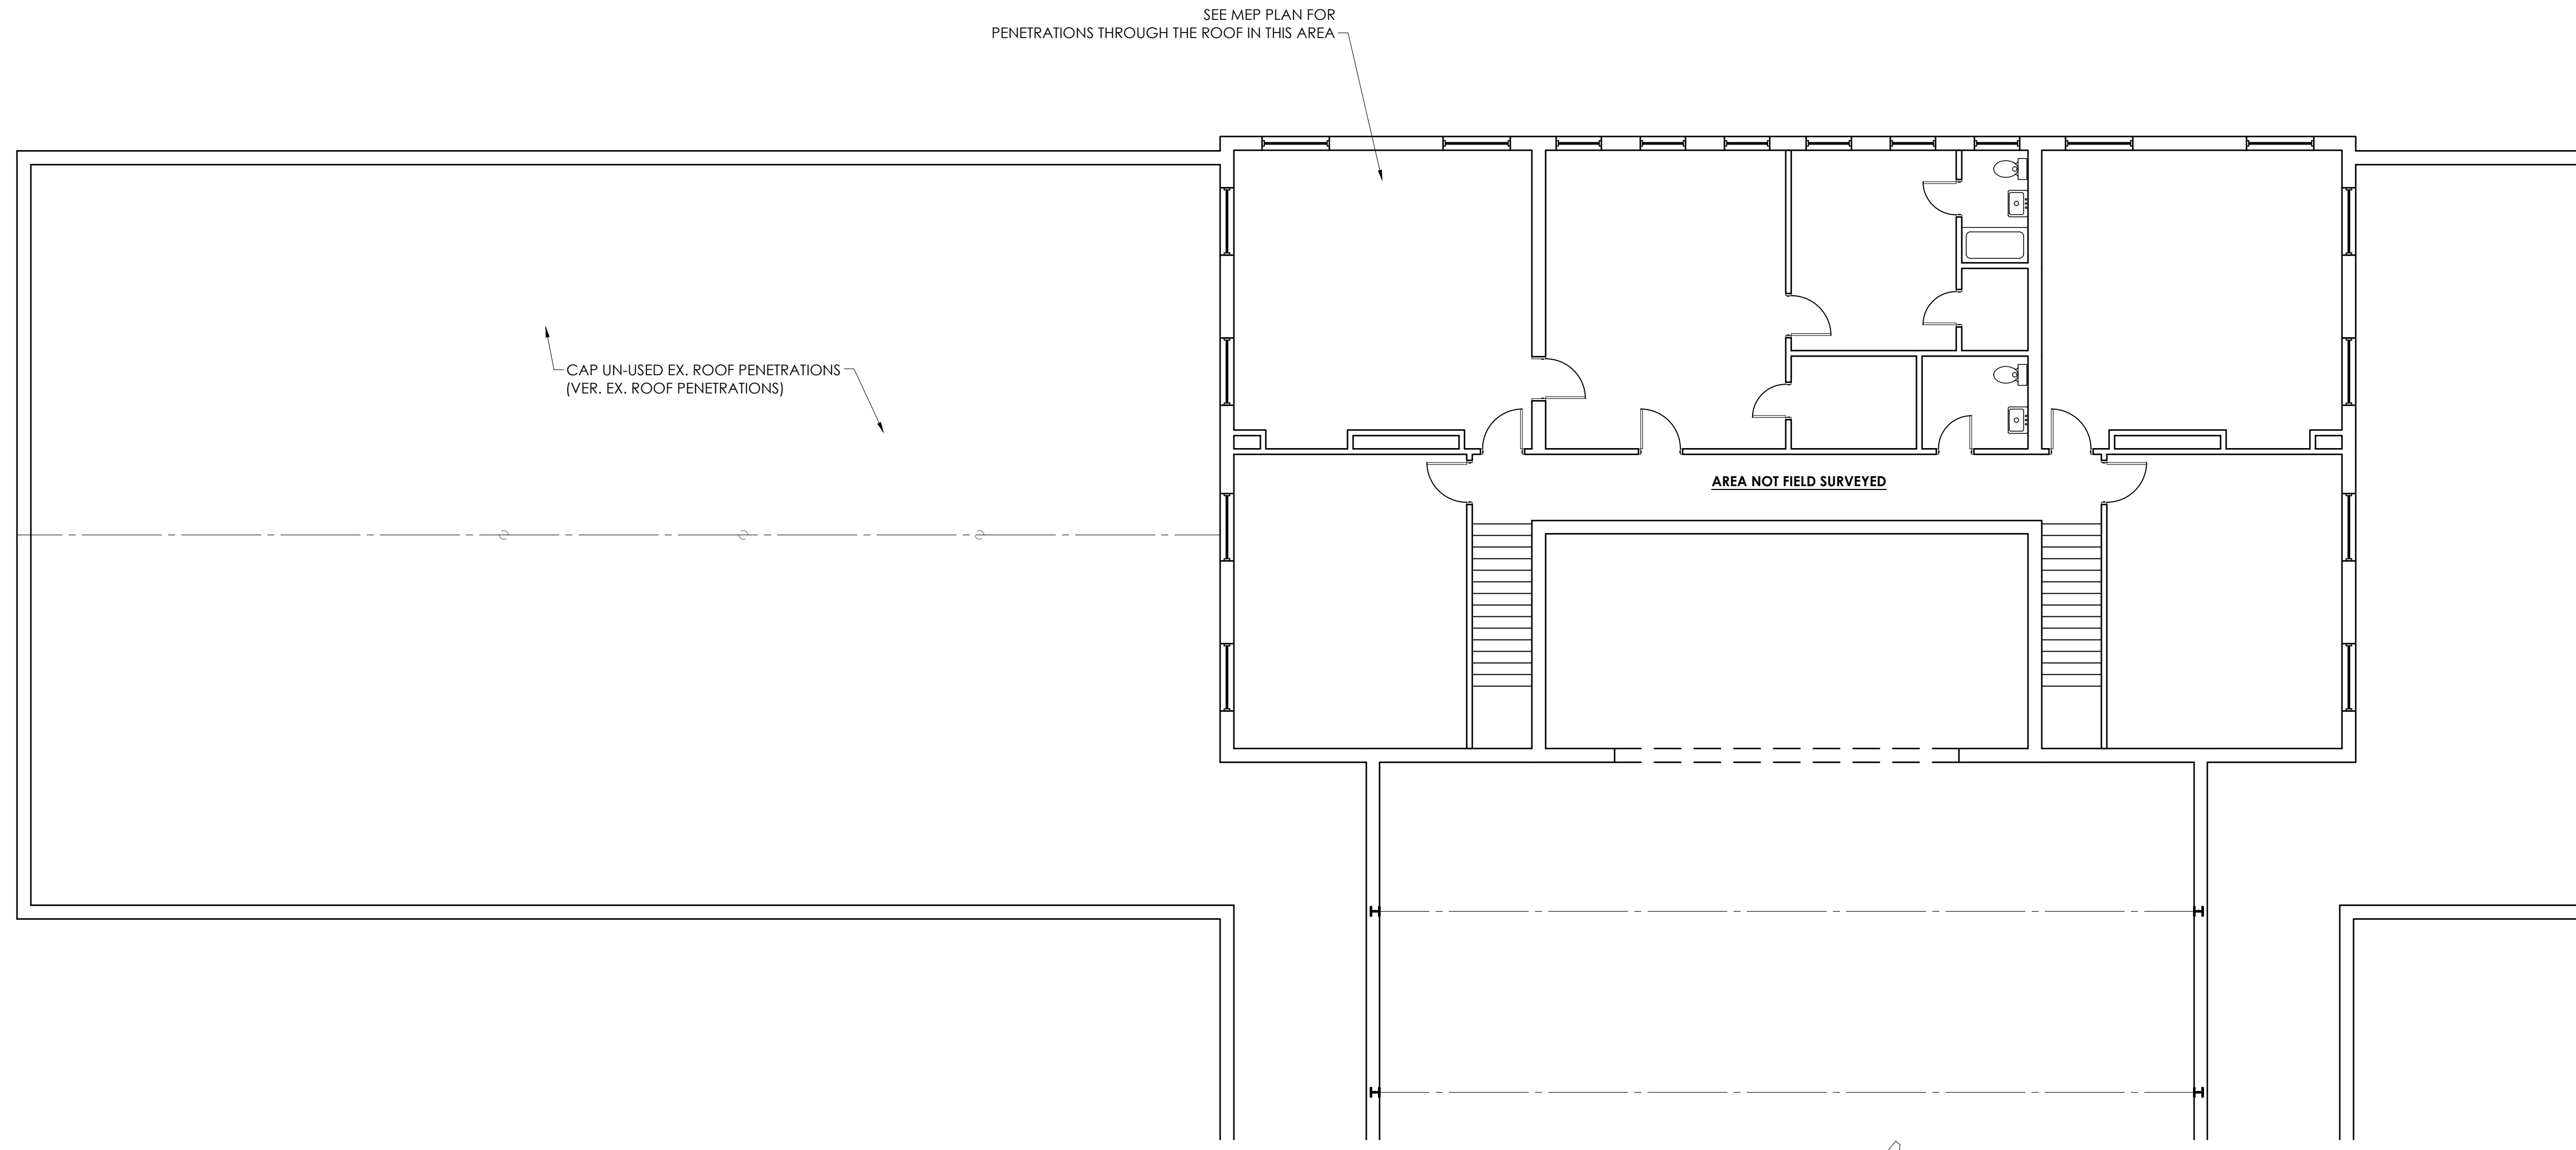 SEE MEP PLAN FOR
PENETRATIONS THROUGH THE ROOF IN THIS AREA
CAP UN-USED EX. ROOF PENETRATIONS
(VER. EX. ROOF PENETRATIONS)
AREA NOT FIELD SURVEYED